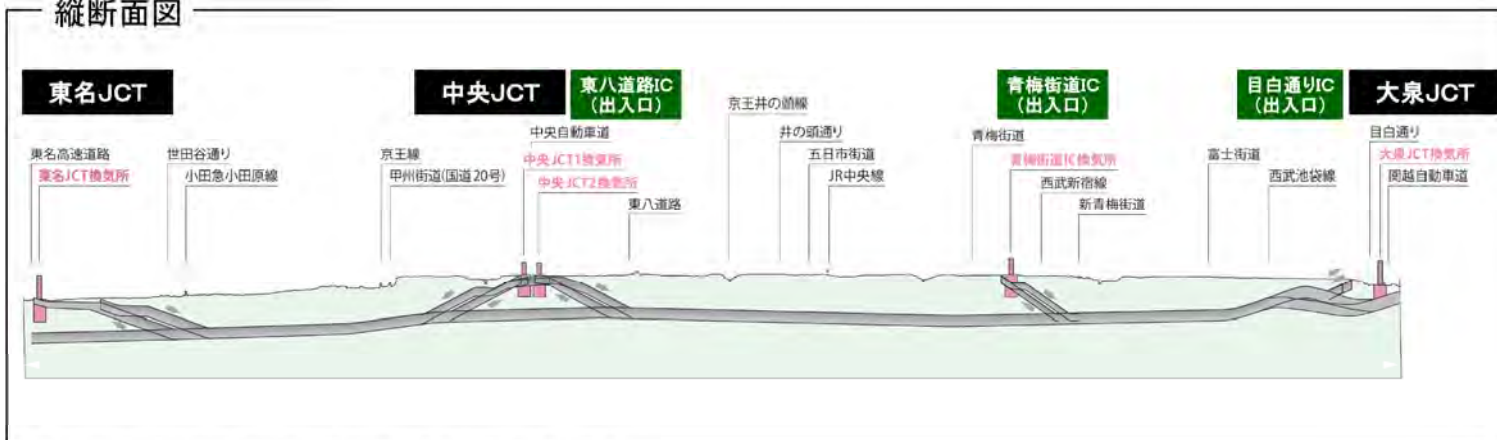 縦断面図
東名JCT
中央JCT
東八道路IC
(出入口)
青梅街道IC
(出入口)
目白通りIC
(出入口)
大泉JCT
東名高速道路
東名JCT換気所
世田谷通り
小田急小田原線
京王線
甲州街道(国道20号)
中央自動車道
中央JCT1換気所
中央JCT2換気所
東八道路
京王井の頭線
井の頭通り
五日市街道
JR中央線
青梅街道
青梅街道IC換気所
西武新宿線
新青梅街道
富士街道
西武池袋線
目白通り
大泉JCT換気所
関越自動車道